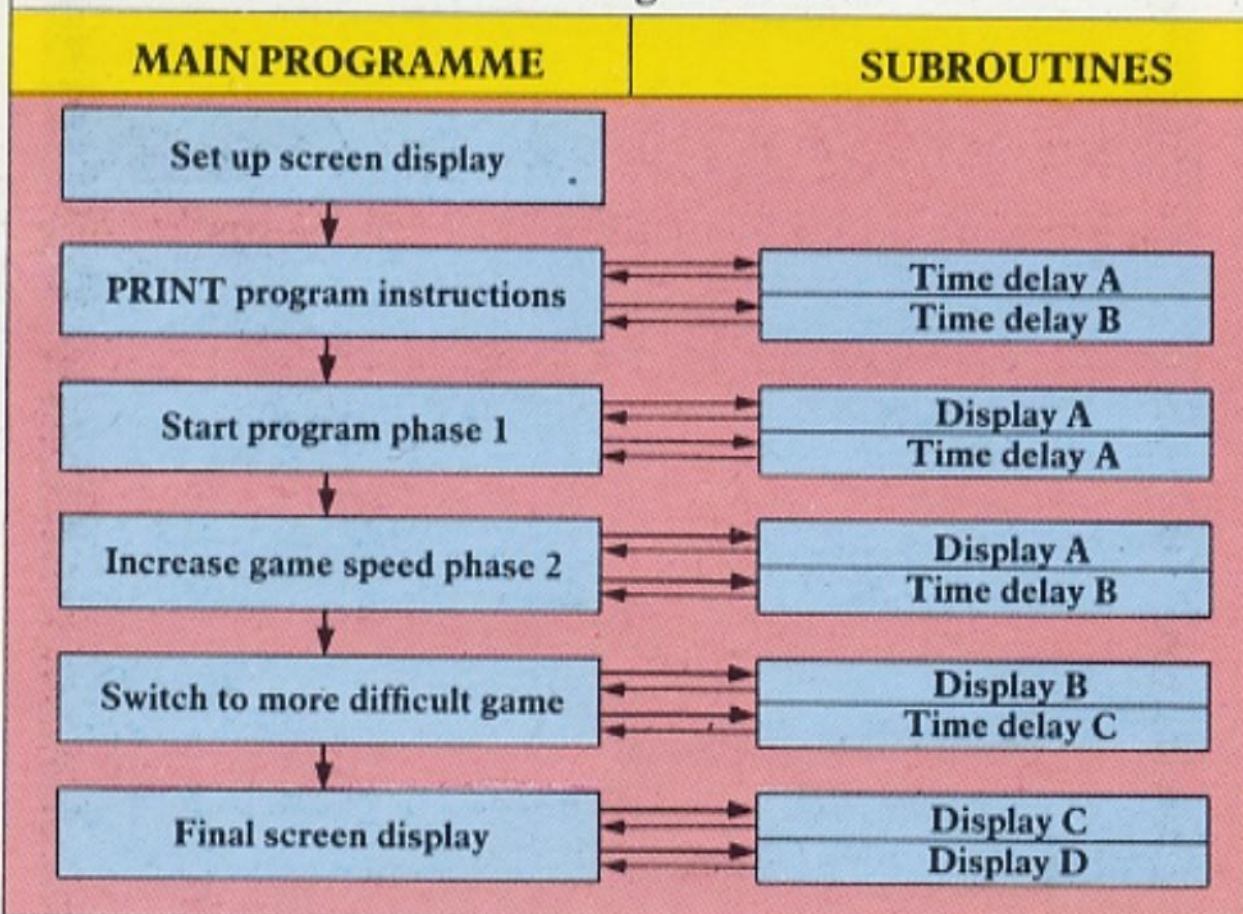 MAIN PROGRAMME
SUBROUTINES
Set up screen display
PRINT program instructions
Time delay A
Time delay B
Start program phase 1
Display A
Time delay A
Increase game speed phase 2
Display A
Time delay B
Switch to more difficult game
Display B
Time delay C
Final screen display
Display C
Display D